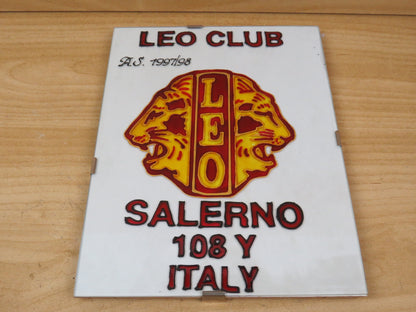 LEO CLUB
A.S. 1997/98
LEO
SALERNO
108 Y
ITALY